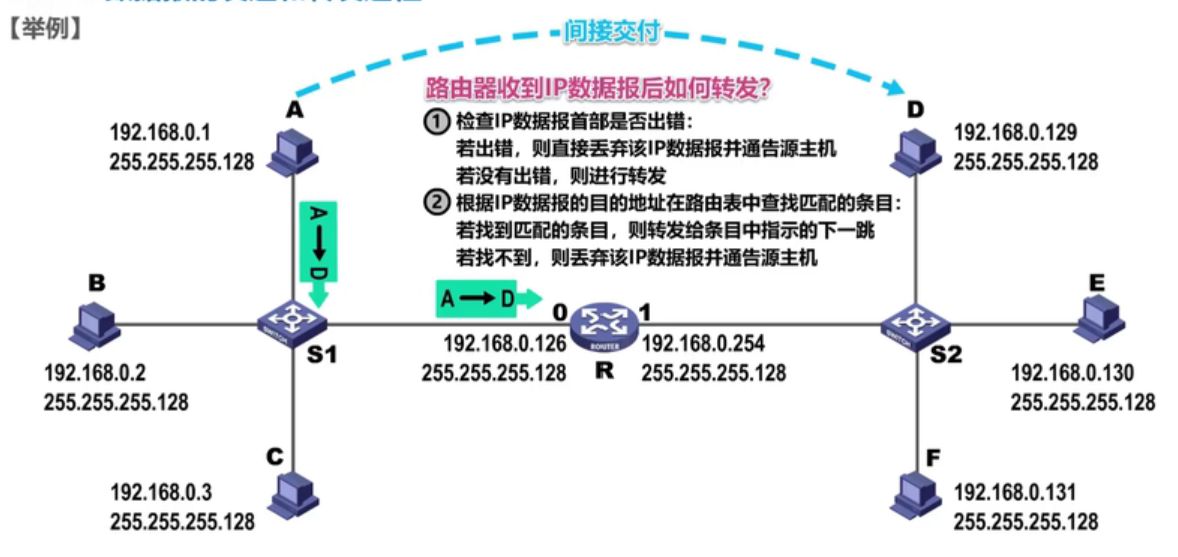 【举例】
间接交付
路由器收到IP数据报后如何转发？
① 检查IP数据报首部是否出错：
若出错，则直接丢弃该IP数据报并通告源主机
若没有出错，则进行转发
② 根据IP数据报的目的地址在路由表中查找匹配的条目：
若找到匹配的条目，则转发给条目中指示的下一跳
若找不到，则丢弃该IP数据报并通告源主机
A
192.168.0.1
255.255.255.128
D
192.168.0.129
255.255.255.128
A→D
B
192.168.0.2
255.255.255.128
SWITCH
S1
A→D
0
1
ROUTER
R
192.168.0.126
255.255.255.128
192.168.0.254
255.255.255.128
SWITCH
S2
E
192.168.0.130
255.255.255.128
C
192.168.0.3
255.255.255.128
F
192.168.0.131
255.255.255.128